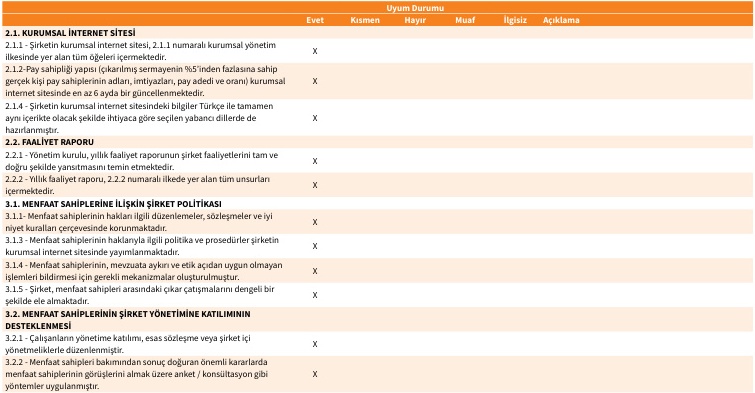 Uyum Durumu
Evet Kısmen Hayır Muaf İlgisiz Açıklama
2.1. KURUMSAL İNTERNET SİTESİ
2.1.1 - Şirketin kurumsal internet sitesi, 2.1.1 numaralı kurumsal yönetim
ilkesinde yer alan tüm öğeleri içermektedir.
X
2.1.2-Pay sahipliği yapısı (çıkarılmış sermayenin %5'inden fazlasına sahip
gerçek kişi pay sahiplerinin adları, imtiyazları, pay adedi ve oranı) kurumsal
internet sitesinde en az 6 ayda bir güncellenmektedir.
X
2.1.4 - Şirketin kurumsal internet sitesindeki bilgiler Türkçe ile tamamen
aynı içerikte olacak şekilde ihtiyaca göre seçilen yabancı dillerde de
hazırlanmıştır.
X
2.2. FAALİYET RAPORU
2.2.1 - Yönetim kurulu, yıllık faaliyet raporunun şirket faaliyetlerini tam ve
doğru şekilde yansıtmasını temin etmektedir.
X
2.2.2 - Yıllık faaliyet raporu, 2.2.2 numaralı ilkede yer alan tüm unsurları
içermektedir.
X
3.1. MENFAAT SAHİPLERİNE İLİŞKİN ŞİRKET POLİTİKASI
3.1.1- Menfaat sahiplerinin hakları ilgili düzenlemeler, sözleşmeler ve iyi
niyet kuralları çerçevesinde korunmaktadır.
X
3.1.3 - Menfaat sahiplerinin haklarıyla ilgili politika ve prosedürler şirketin
kurumsal internet sitesinde yayımlanmaktadır.
X
3.1.4 - Menfaat sahiplerinin, mevzuata aykırı ve etik açıdan uygun olmayan
işlemleri bildirmesi için gerekli mekanizmalar oluşturulmuştur.
X
3.1.5 - Şirket, menfaat sahipleri arasındaki çıkar çatışmalarını dengeli bir
şekilde ele almaktadır.
X
3.2. MENFAAT SAHİPLERİNİN ŞİRKET YÖNETİMİNE KATILIMININ
DESTEKLENMESİ
3.2.1 - Çalışanların yönetime katılımı, esas sözleşme veya şirket içi
yönetmeliklerle düzenlenmiştir.
X
3.2.2 - Menfaat sahipleri bakımından sonuç doğuran önemli kararlarda
menfaat sahiplerinin görüşlerini almak üzere anket / konsültasyon gibi
yöntemler uygulanmıştır.
X